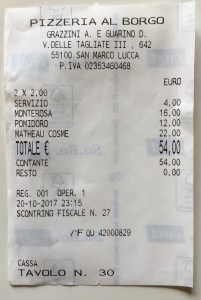 PIZZERIA AL BORGO
GRAZZINI A. E GUARINO D.
V.DELLE TAGLIATE III , 642
55100 SAN MARCO LUCCA
P.IVA 02353460468
EURO
2 X 2,00
SERVIZIO 4,00
MONTEROSA 16,00
POMIDORO 12,00
MATHEAU COSME 22,00
TOTALE € 54,00
CONTANTE 54,00
RESTO 0,00
REG. 001 OPER. 1
20-10-2017 23:15
SCONTRINO FISCALE N. 27
QU 42000829
CASSA
TAVOLO N. 30